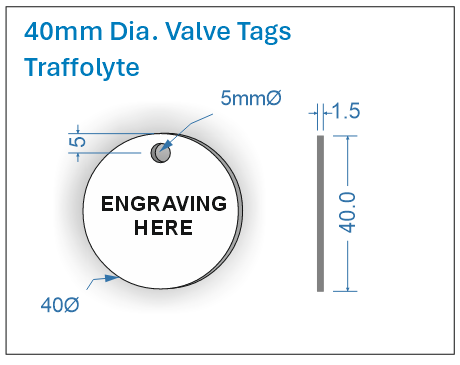 40mm Dia. Valve Tags
Traffolyte
5mmØ
1.5
5
ENGRAVING
HERE
40.0
40Ø